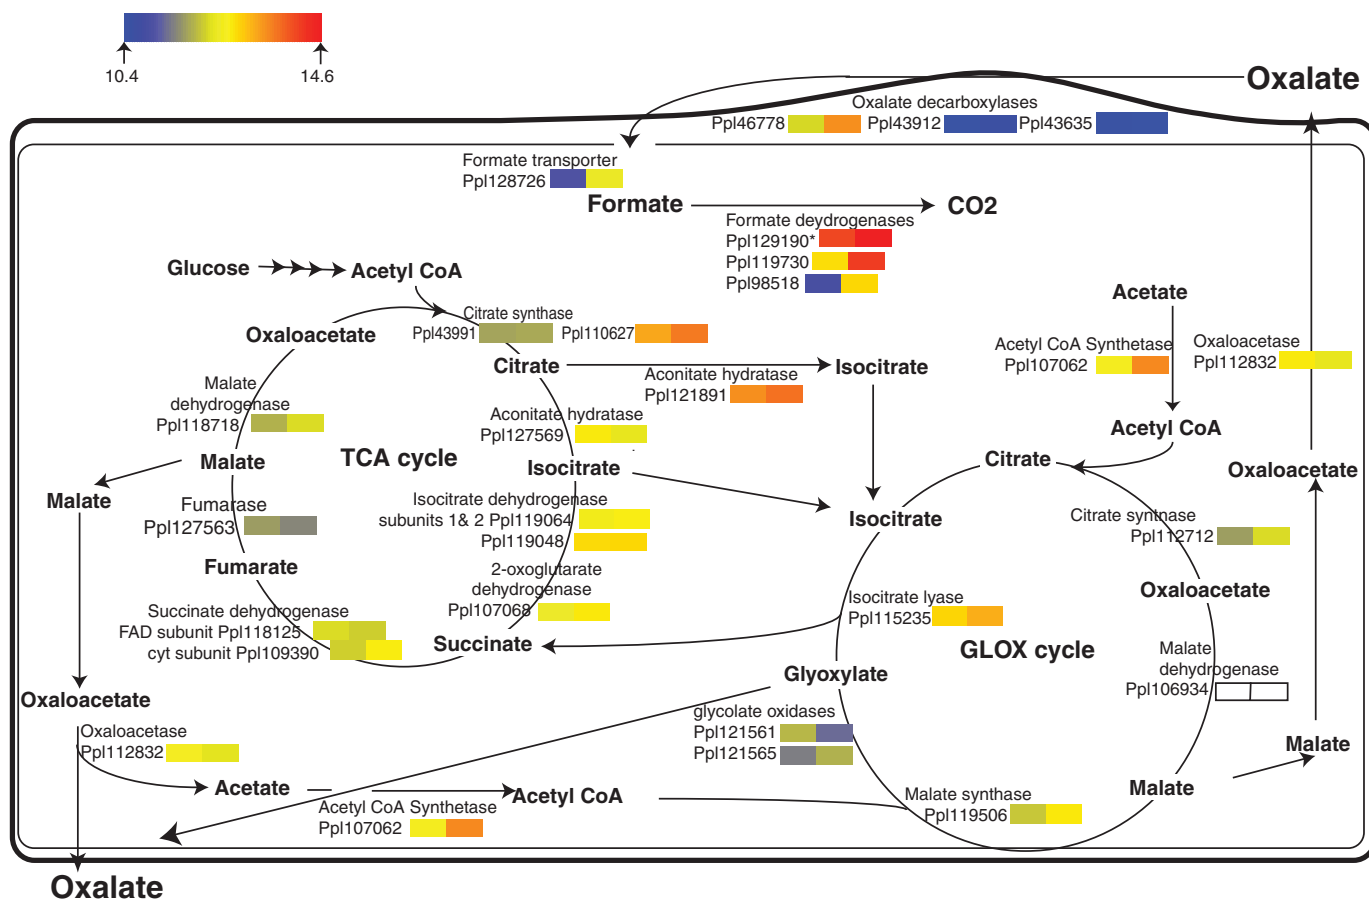 10.4
14.6
Oxalate
Oxalate decarboxylases
Ppl46778
Ppl43912
Ppl43635
Formate transporter
Ppl128726
Formate
CO2
Formate deydrogenases
Ppl129190*
Ppl119730
Ppl98518
Glucose
Acetyl CoA
Citrate synthase
Ppl43991
Ppl110627
Oxaloacetate
Citrate
Isocitrate
Aconitate hydratase
Ppl121891
Acetate
Acetyl CoA Synthetase
Ppl107062
Oxaloacetase
Ppl112832
Acetyl CoA
Malate
dehydrogenase
Ppl118718
Aconitate hydratase
Ppl127569
TCA cycle
Malate
Isocitrate
Citrate
Oxaloacetate
Malate
Fumarase
Ppl127563
Isocitrate dehydrogenase
subunits 1& 2 Ppl119064
Ppl119048
Isocitrate
Citrate synthase
Ppl112712
Fumarate
2-oxoglutarate
dehydrogenase
Ppl107068
Oxaloacetate
Succinate dehydrogenase
FAD subunit Ppl118125
cyt subunit Ppl109390
Succinate
Isocitrate lyase
Ppl115235
GLOX cycle
Malate
dehydrogenase
Ppl106934
Glyoxylate
Oxaloacetate
glycolate oxidases
Ppl121561
Ppl121565
Oxaloacetase
Ppl112832
Malate
Acetate
Acetyl CoA
Malate
Acetyl CoA Synthetase
Ppl107062
Malate synthase
Ppl119506
Oxalate